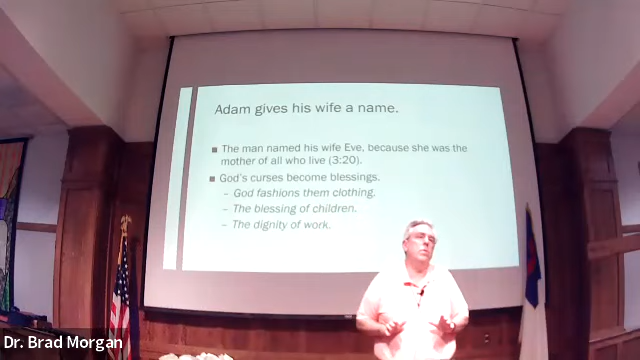 Adam gives his wife a name.
■ The man named his wife Eve, because she was the
mother of all who live (3:20).
■ God's curses become blessings.
– God fashions them clothing.
– The blessing of children.
– The dignity of work.
Dr. Brad Morgan